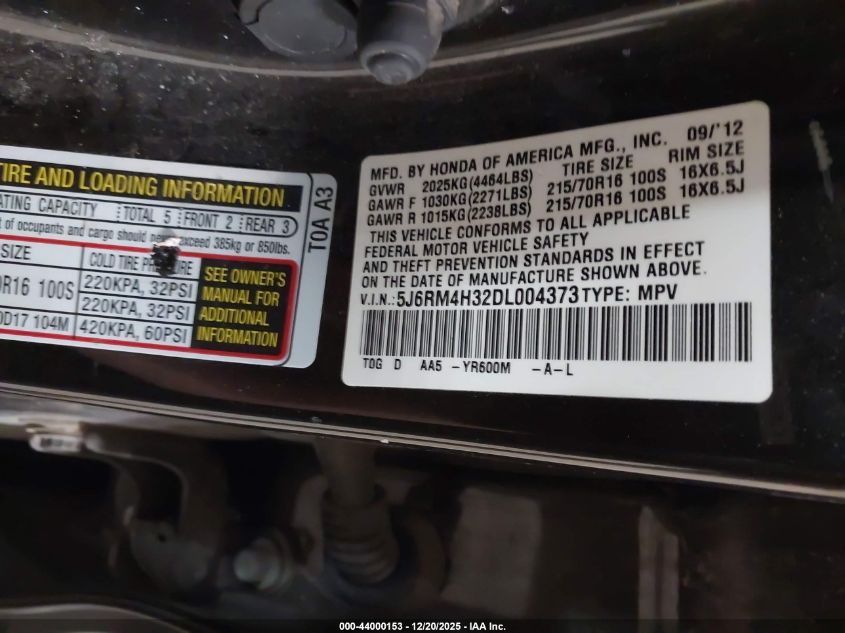 TIRE AND LOADING INFORMATION
ATING CAPACITY TOTAL 5 FRONT 2 REAR 3
t of occupants and cargo should never exceed 385kg or 850lbs.
SIZE COLD TIRE PRESSURE
0R16 100S 220KPA, 32PSI
220KPA, 32PSI
0D17 104M 420KPA, 60PSI
SEE OWNER'S
MANUAL FOR
ADDITIONAL
INFORMATION
T0A A3
MFD. BY HONDA OF AMERICA MFG., INC. 09/'12
GVWR 2025KG(4464LBS) TIRE SIZE RIM SIZE
GAWR F 1030KG(2271LBS) 215/70R16 100S 16X6.5J
GAWR R 1015KG(2238LBS) 215/70R16 100S 16X6.5J
THIS VEHICLE CONFORMS TO ALL APPLICABLE
FEDERAL MOTOR VEHICLE SAFETY
AND THEFT PREVENTION STANDARDS IN EFFECT
ON THE DATE OF MANUFACTURE SHOWN ABOVE.
V.I.N.: 5J6RM4H32DL004373 TYPE: MPV
T0G D AA5 -YR600M -A-L
000-44000153 - 12/20/2025 - IAA Inc.